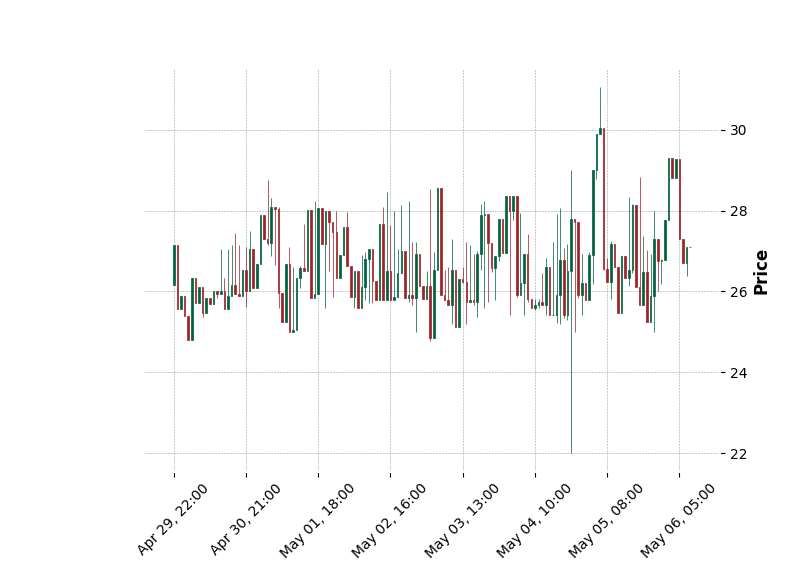 30
28
26
24
22
Price
Apr 29, 22:00
Apr 30, 21:00
May 01, 18:00
May 02, 16:00
May 03, 13:00
May 04, 10:00
May 05, 08:00
May 06, 05:00